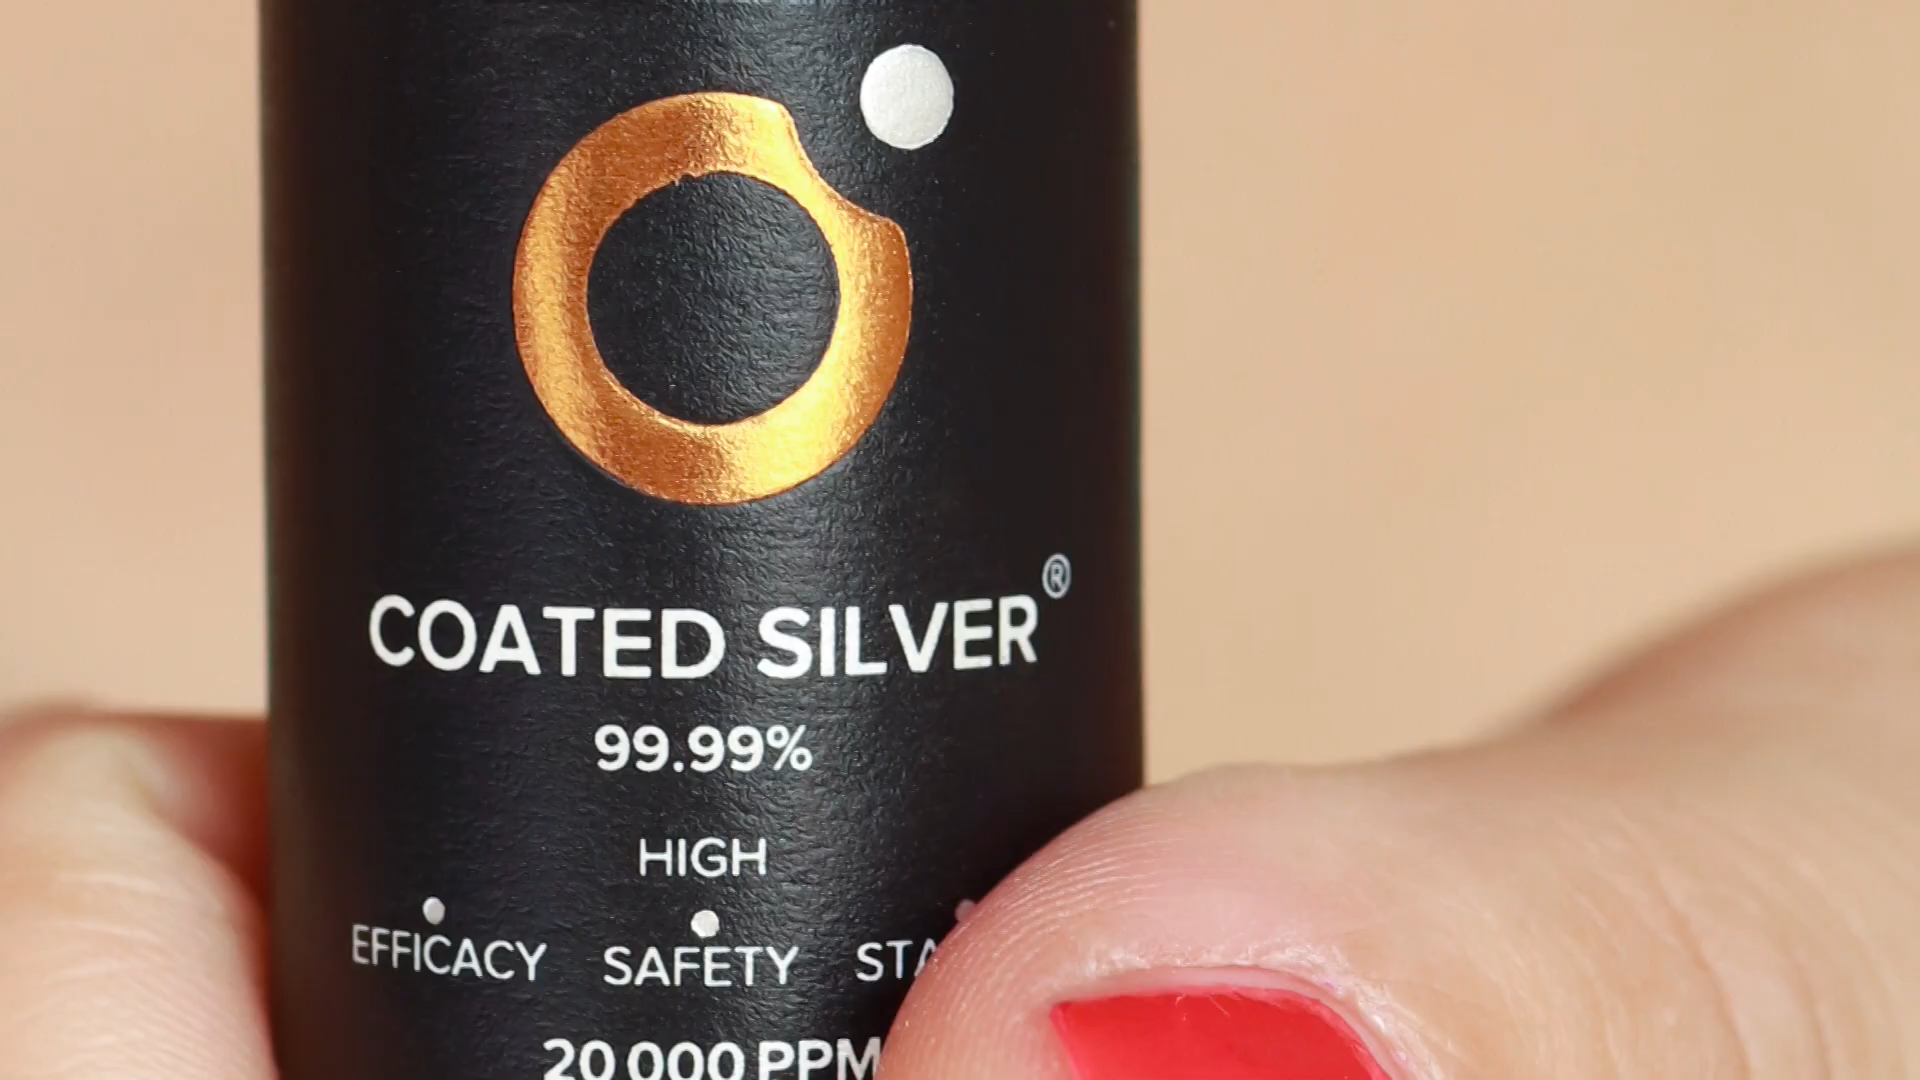 COATED SILVER®
99.99%
HIGH
EFFICACY SAFETY
20 000 PPM